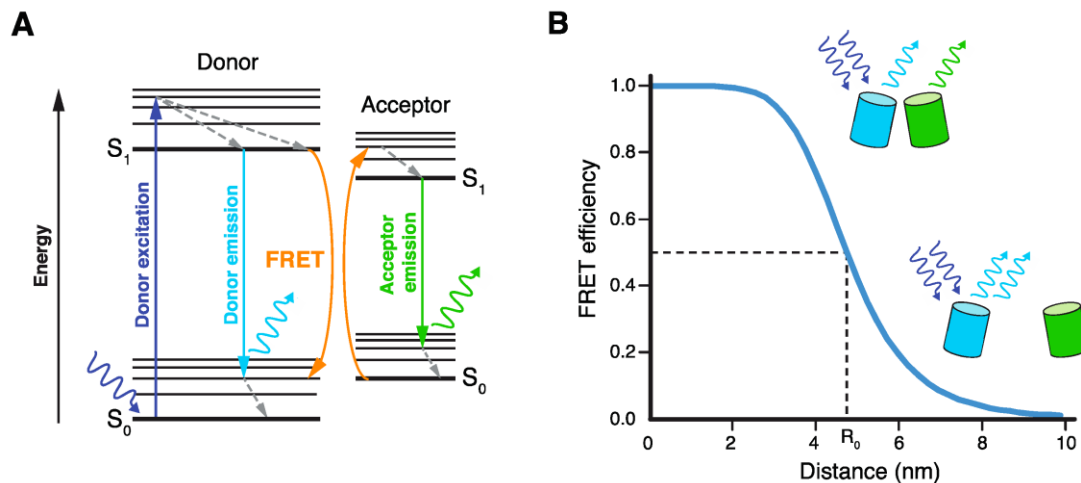 A
Donor
Acceptor
S1
S1
Energy
Donor excitation
Donor emission
FRET
Acceptor
emission
S0
S0
B
FRET efficiency
1.0
0.8
0.6
0.4
0.2
0.0
0
2
4
R0
6
8
10
Distance (nm)